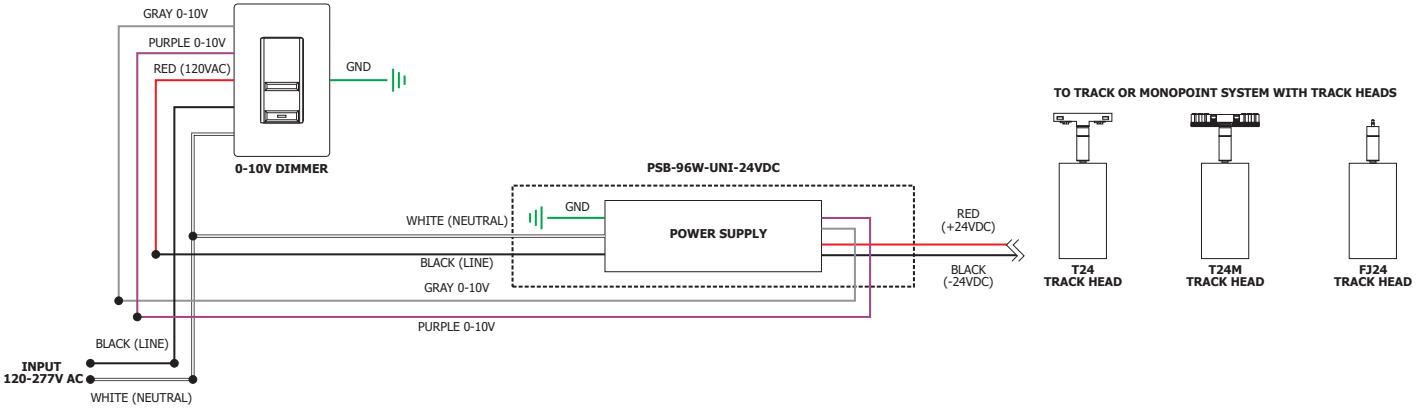 GRAY 0-10V
PURPLE 0-10V
RED (120VAC)
GND
0-10V DIMMER
TO TRACK OR MONOPOINT SYSTEM WITH TRACK HEADS
PSB-96W-UNI-24VDC
WHITE (NEUTRAL)
GND
POWER SUPPLY
RED
(+24VDC)
BLACK (LINE)
BLACK
(-24VDC)
GRAY 0-10V
PURPLE 0-10V
T24
TRACK HEAD
T24M
TRACK HEAD
FJ24
TRACK HEAD
BLACK (LINE)
INPUT
120-277V AC
WHITE (NEUTRAL)